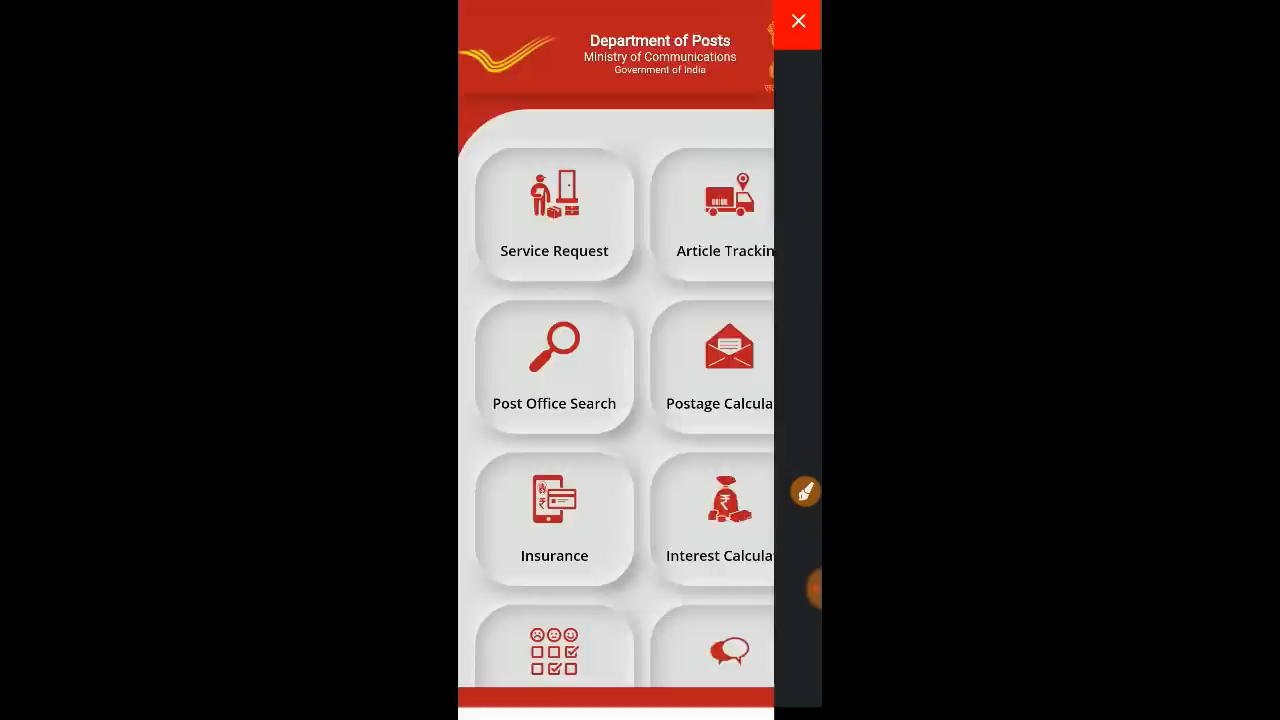 Department of Posts
Ministry of Communications
Government of India
Service Request
Article Trackin
Post Office Search
Postage Calcula
Insurance
Interest Calcula